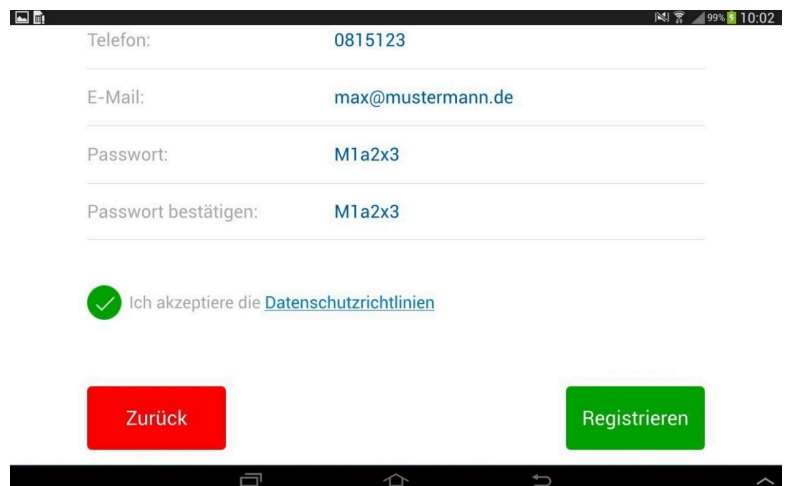 99% 10:02
Telefon: 0815123
E-Mail: max@mustermann.de
Passwort: M1a2x3
Passwort bestätigen: M1a2x3
Ich akzeptiere die Datenschutzrichtlinien
Zurück Registrieren